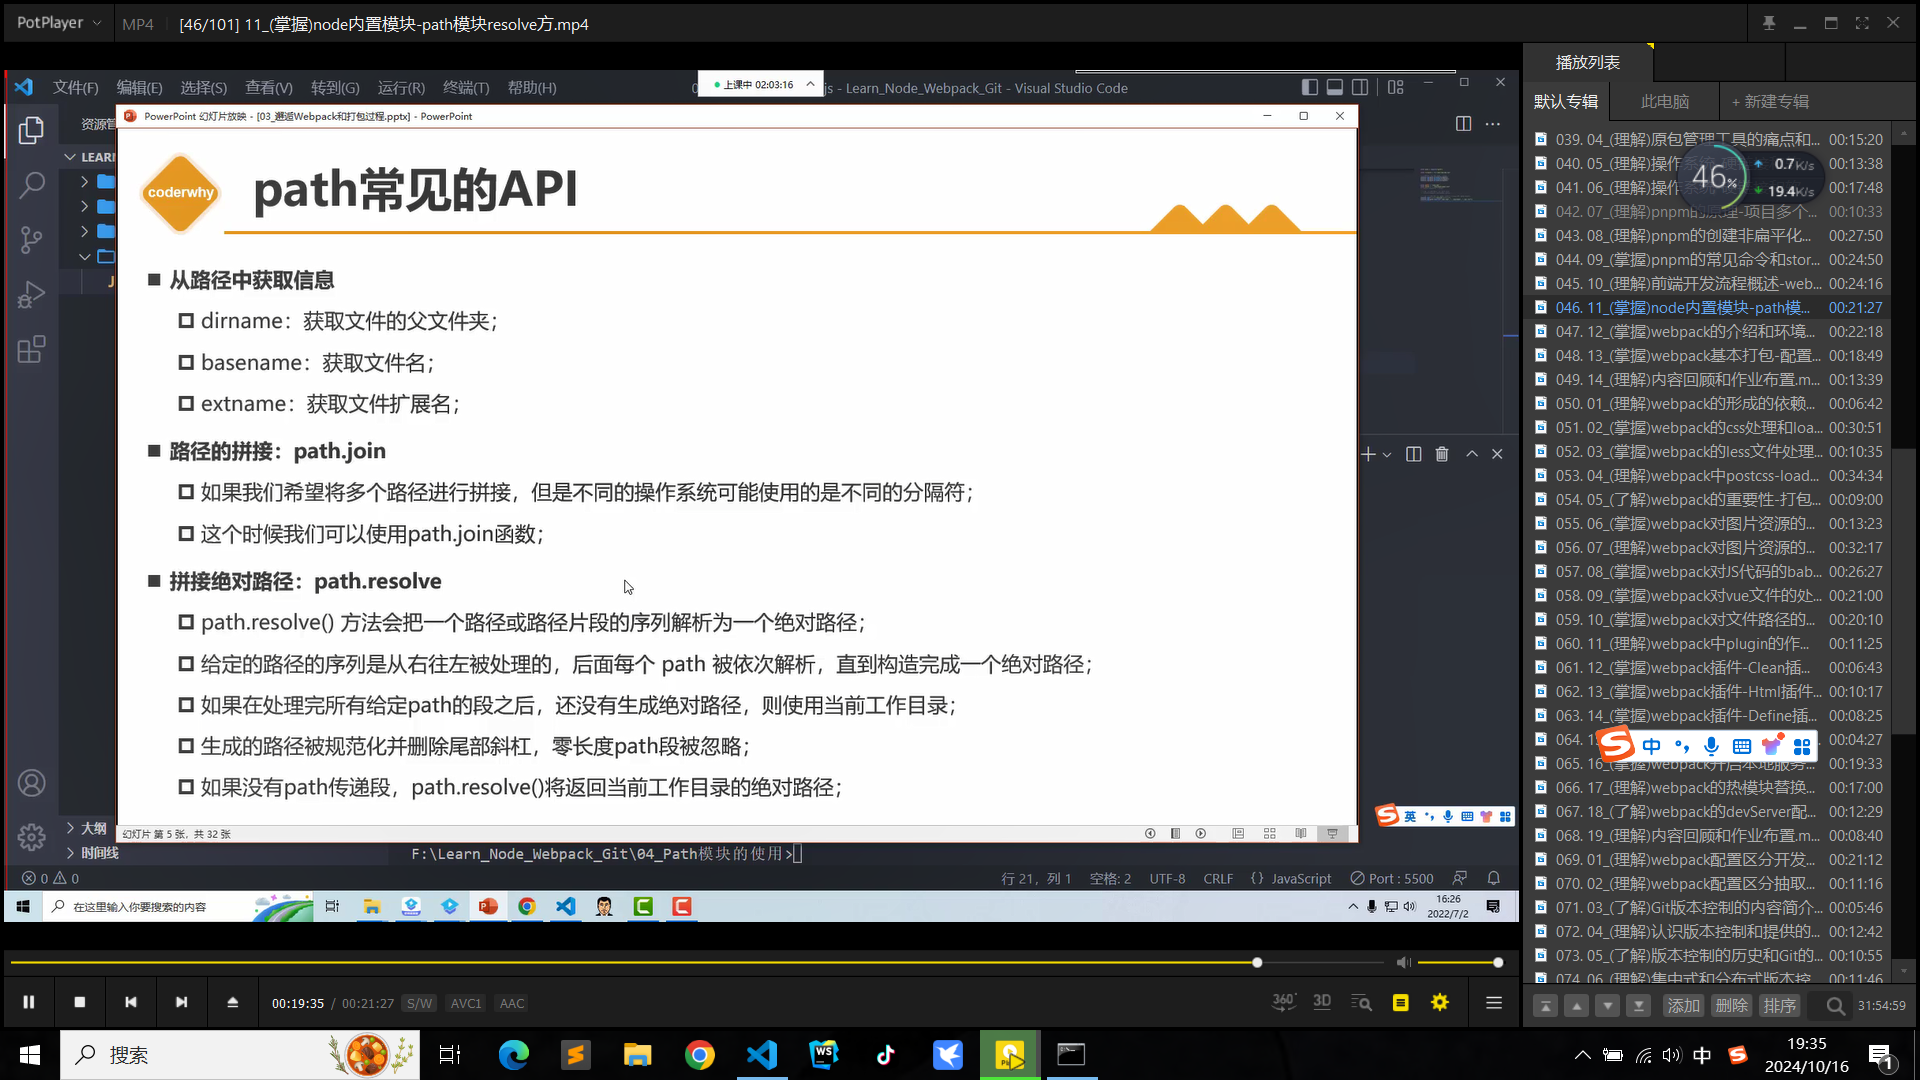 PotPlayer
MP4
[46/101] 11_(掌握)node内置模块-path模块resolve方.mp4
文件(F) 编辑(E) 选择(S) 查看(V) 转到(G) 运行(R) 终端(T) 帮助(H)
上课中 02:03:16
js - Learn_Node_Webpack_Git - Visual Studio Code
资源管
LEARN
PowerPoint 幻灯片放映 - [03_邂逅Webpack和打包过程.pptx] - PowerPoint
coderwhy
path常见的API
从路径中获取信息
dirname：获取文件的父文件夹；
basename：获取文件名；
extname：获取文件扩展名；
路径的拼接：path.join
如果我们希望将多个路径进行拼接，但是不同的操作系统可能使用的是不同的分隔符；
这个时候我们可以使用path.join函数；
拼接绝对路径：path.resolve
path.resolve() 方法会把一个路径或路径片段的序列解析为一个绝对路径；
给定的路径的序列是从右往左被处理的，后面每个 path 被依次解析，直到构造完成一个绝对路径；
如果在处理完所有给定path的段之后，还没有生成绝对路径，则使用当前工作目录；
生成的路径被规范化并删除尾部斜杠，零长度path段被忽略；
如果没有path传递段，path.resolve()将返回当前工作目录的绝对路径；
幻灯片 第 5 张，共 32 张
大纲
时间线
F:\Learn_Node_Webpack_Git\04_Path模块的使用>
英
0 0
行 21，列 1 空格: 2 UTF-8 CRLF {} JavaScript Port : 5500
在这里输入你要搜索的内容
16:26
2022/7/2
00:19:35 / 00:21:27 S/W AVC1 AAC
360° 3D
播放列表
默认专辑 此电脑 + 新建专辑
039. 04_(理解)原包管理工具的痛点和... 00:15:20
040. 05_(理解)操作 00:13:38
041. 06_(理解)操作 00:17:48
042. 07_(理解)pnpm的原理-项目多个... 00:10:33
043. 08_(理解)pnpm的创建非扁平化... 00:27:50
044. 09_(掌握)pnpm的常见命令和stor... 00:24:50
045. 10_(理解)前端开发流程概述-web... 00:24:16
046. 11_(掌握)node内置模块-path模... 00:21:27
047. 12_(掌握)webpack的介绍和环境... 00:22:18
048. 13_(掌握)webpack基本打包-配置... 00:18:49
049. 14_(理解)内容回顾和作业布置.m... 00:13:39
050. 01_(理解)webpack的形成的依赖... 00:06:42
051. 02_(掌握)webpack的css处理和loa... 00:30:51
052. 03_(掌握)webpack的less文件处理... 00:10:35
053. 04_(理解)webpack中postcss-load... 00:34:34
054. 05_(了解)webpack的重要性-打包... 00:09:00
055. 06_(掌握)webpack对图片资源的... 00:13:23
056. 07_(理解)webpack对图片资源的... 00:32:17
057. 08_(掌握)webpack对JS代码的bab... 00:26:27
058. 09_(掌握)webpack对vue文件的处... 00:21:00
059. 10_(掌握)webpack对文件路径的... 00:20:10
060. 11_(理解)webpack中plugin的作... 00:11:25
061. 12_(掌握)webpack插件-Clean插... 00:06:43
062. 13_(掌握)webpack插件-Html插件... 00:10:17
063. 14_(掌握)webpack插件-Define插... 00:08:25
064. 1 00:04:27
065. 16_(掌握)webpack开启本地服务... 00:19:33
066. 17_(理解)webpack的热模块替换... 00:17:00
067. 18_(了解)webpack的devServer配... 00:12:29
068. 19_(理解)内容回顾和作业布置.m... 00:08:40
069. 01_(理解)webpack配置区分开发... 00:21:12
070. 02_(理解)webpack配置区分抽取... 00:11:16
071. 03_(了解)Git版本控制的内容简介... 00:05:46
072. 04_(理解)认识版本控制和提供的... 00:12:42
073. 05_(了解)版本控制的历史和Git的... 00:10:55
074. 06_(理解)集中式和分布式版本控... 00:11:46
46%
0.7K/s
19.4K/s
中
添加 删除 排序 31:54:59
搜索
中
19:35
2024/10/16
1